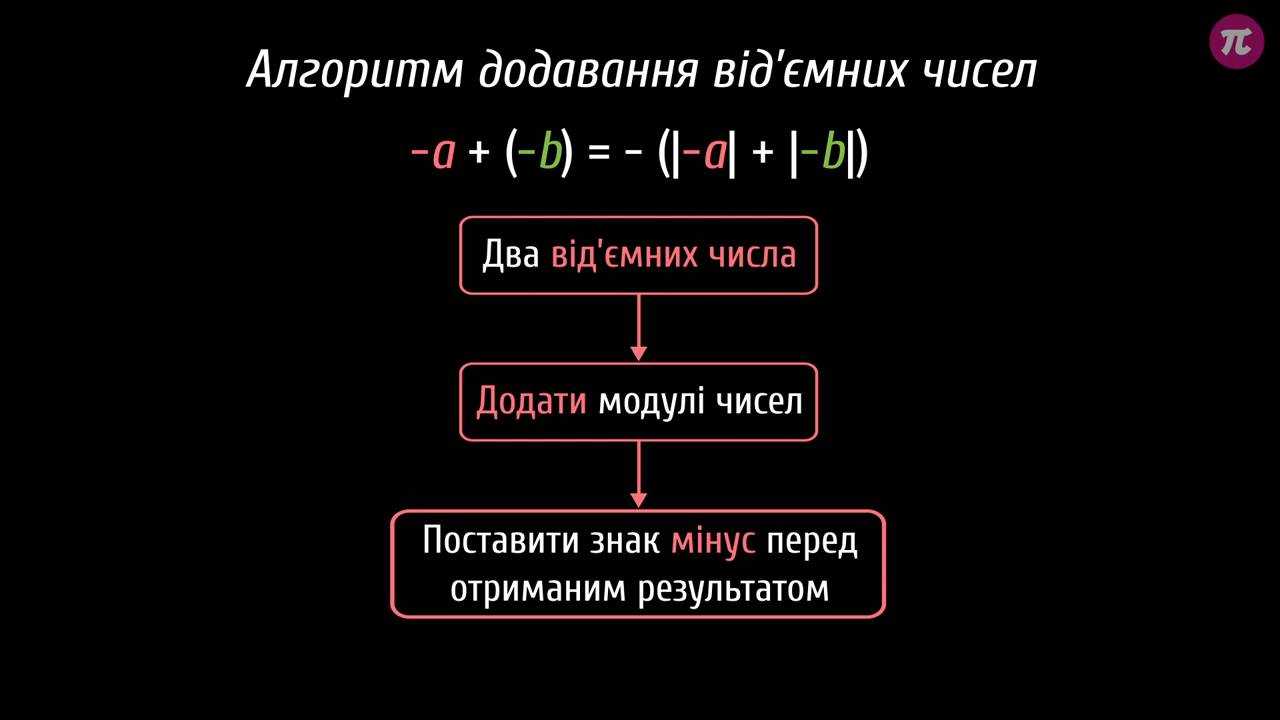 Алгоритм додавання від'ємних чисел
-a + (-b) = - (|-a| + |-b|)
Два від'ємних числа
Додати модулі чисел
Поставити знак мінус перед
отриманим результатом
π